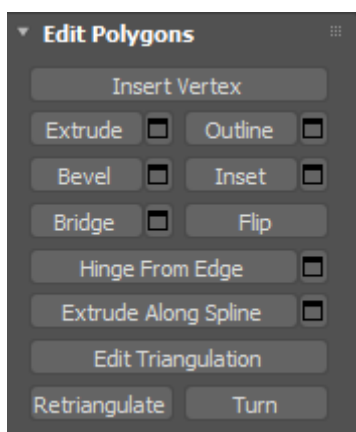 Edit Polygons
Insert Vertex
Extrude Outline
Bevel Inset
Bridge Flip
Hinge From Edge
Extrude Along Spline
Edit Triangulation
Retriangulate Turn